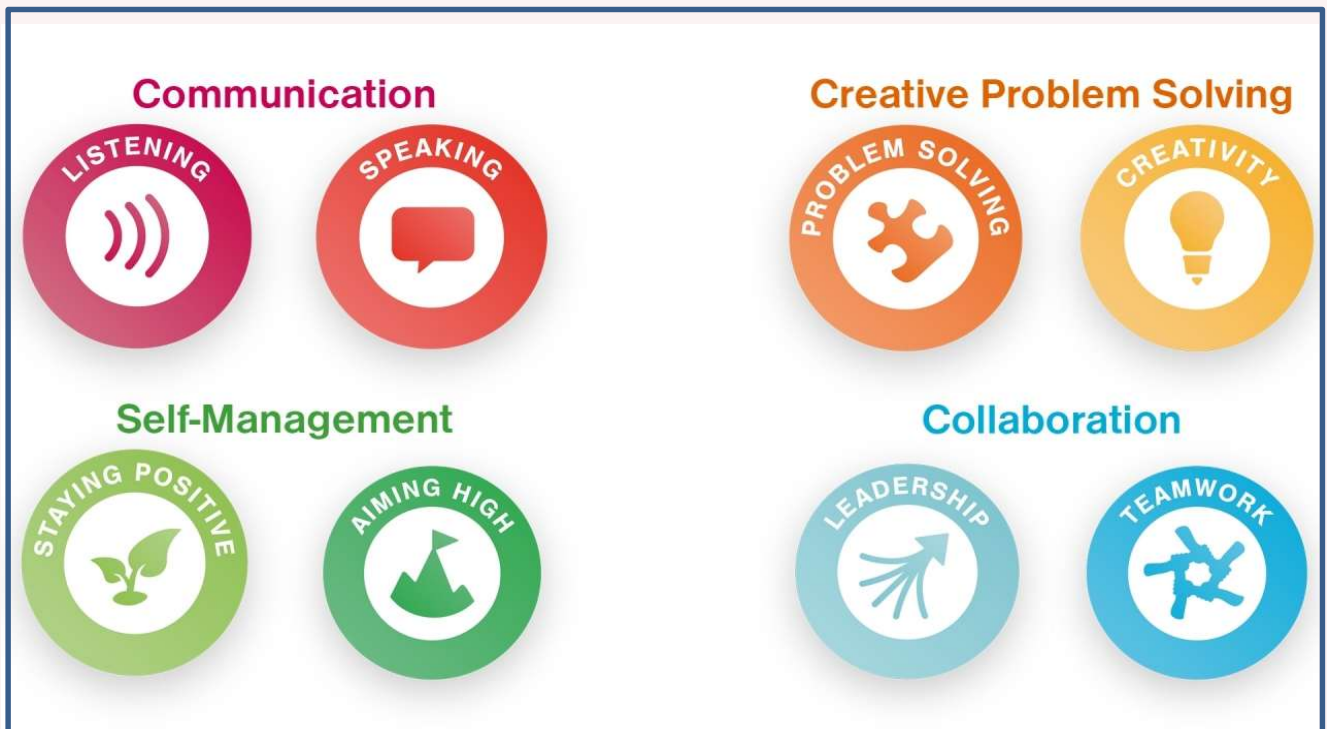 Communication
LISTENING
SPEAKING
Creative Problem Solving
PROBLEM SOLVING
CREATIVITY
Self-Management
STAYING POSITIVE
AIMING HIGH
Collaboration
LEADERSHIP
TEAMWORK